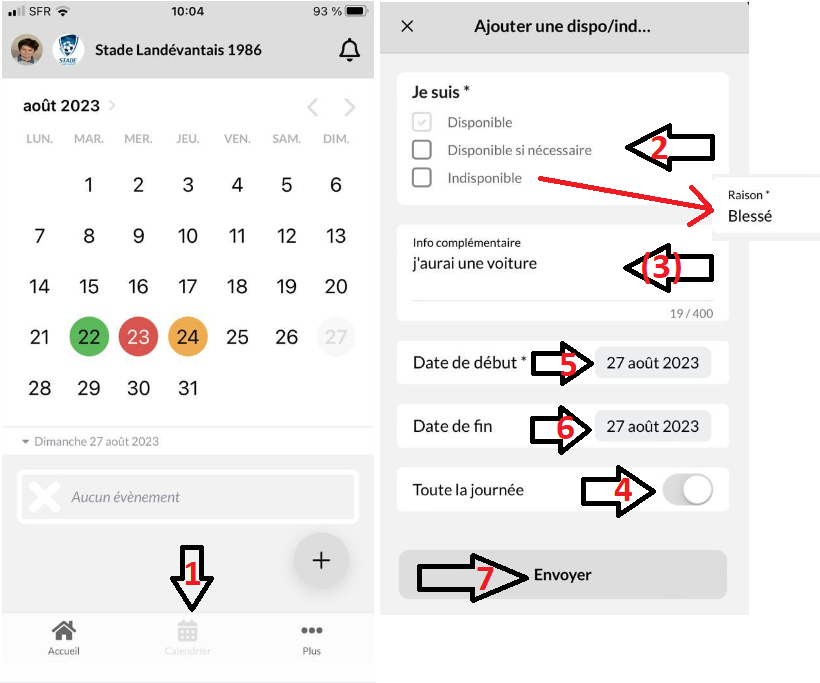 SFR 10:04 93 %
STADE
Stade Landévantais 1986
août 2023
LUN. MAR. MER. JEU. VEN. SAM. DIM.
1 2 3 4 5 6
7 8 9 10 11 12 13
14 15 16 17 18 19 20
21 22 23 24 25 26 27
28 29 30 31
Dimanche 27 août 2023
Aucun évènement
+
1
Accueil Calendrier Plus
Ajouter une dispo/ind...
Je suis *
Disponible
Disponible si nécessaire 2
Indisponible
Raison *
Blessé
Info complémentaire
j'aurai une voiture (3)
19 / 400
Date de début * 5 27 août 2023
Date de fin 6 27 août 2023
Toute la journée 4
7 Envoyer